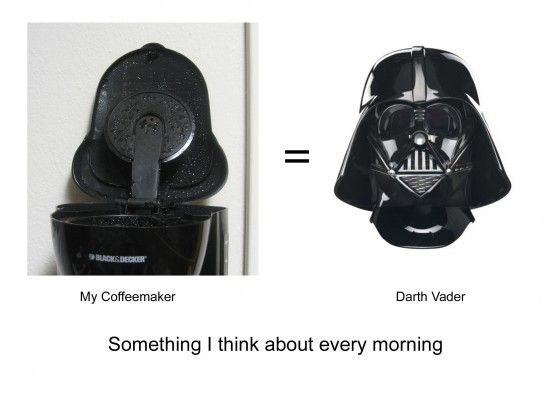 =
BLACK&DECKER
My Coffeemaker
Darth Vader
Something I think about every morning